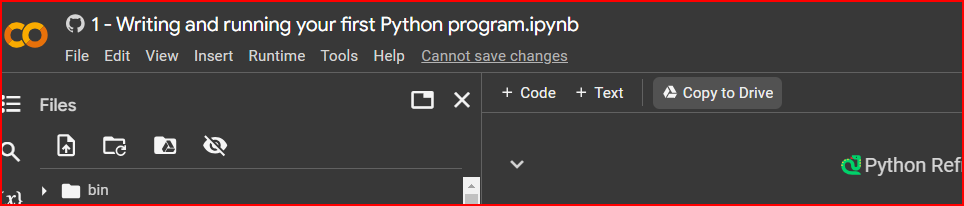 1 - Writing and running your first Python program.ipynb
File Edit View Insert Runtime Tools Help Cannot save changes
Files
+ Code + Text Copy to Drive
{x}
bin
Python Refi